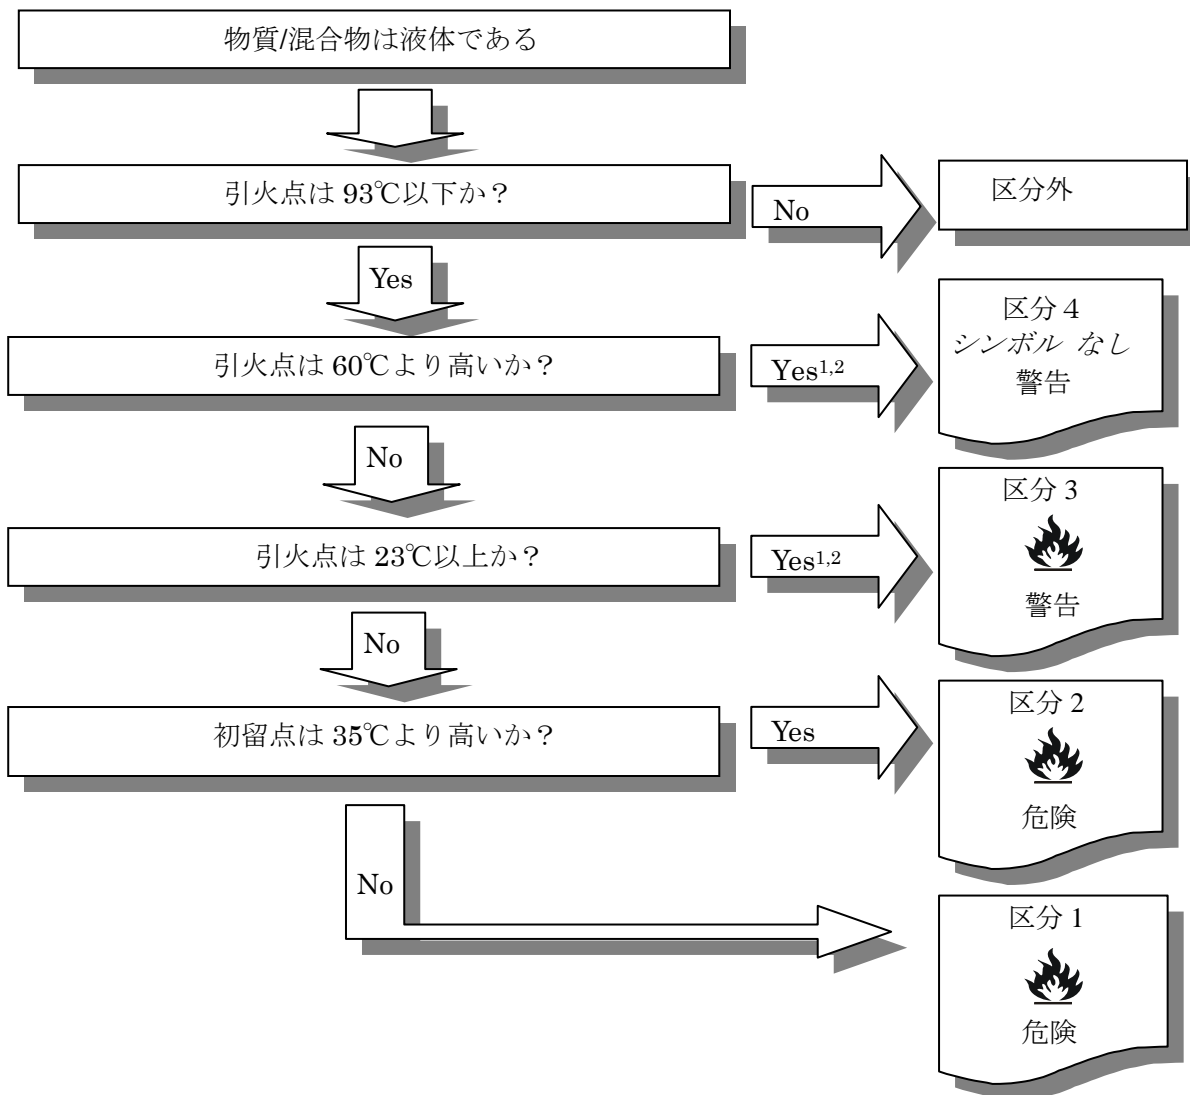 物質/混合物は液体である
引火点は 93℃以下か？
No
区分外
Yes
引火点は 60℃より高いか？
Yes1,2
区分 4
シンボル なし
警告
No
引火点は 23℃以上か？
Yes1,2
区分 3
警告
No
初留点は 35℃より高いか？
Yes
区分 2
危険
No
区分 1
危険